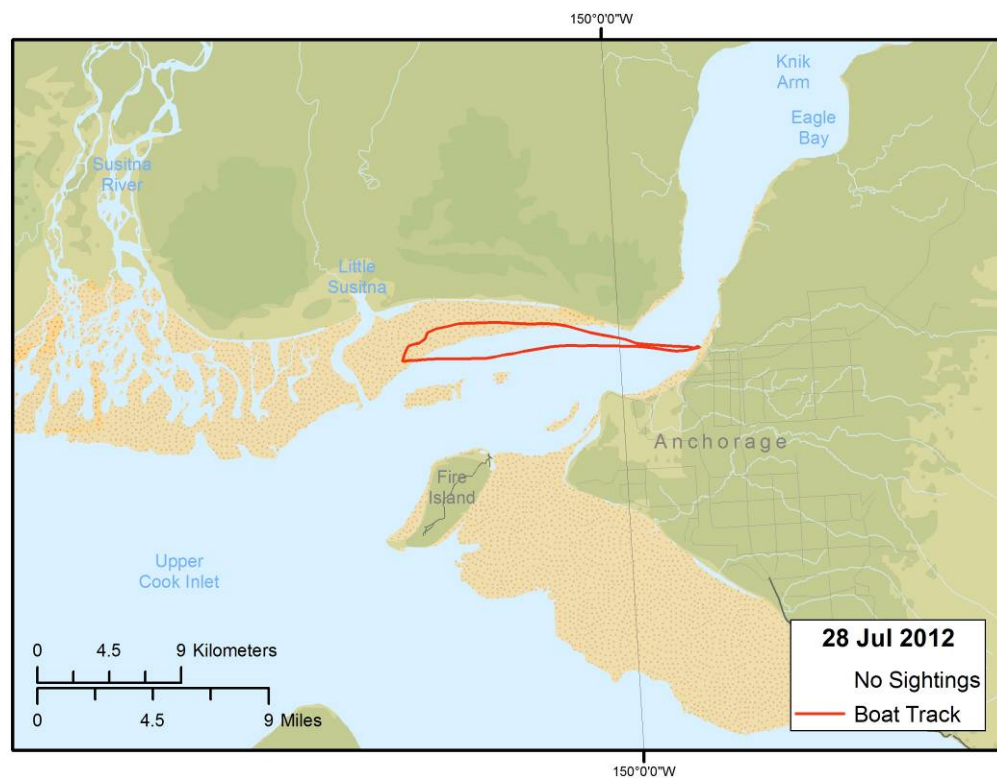 150°0'0"W
Knik
Arm
Eagle
Bay
Susitna
River
Little
Susitna
Anchorage
Fire
Island
Upper
Cook Inlet
0 4.5 9 Kilometers
0 4.5 9 Miles
28 Jul 2012
No Sightings
Boat Track
150°0'0"W